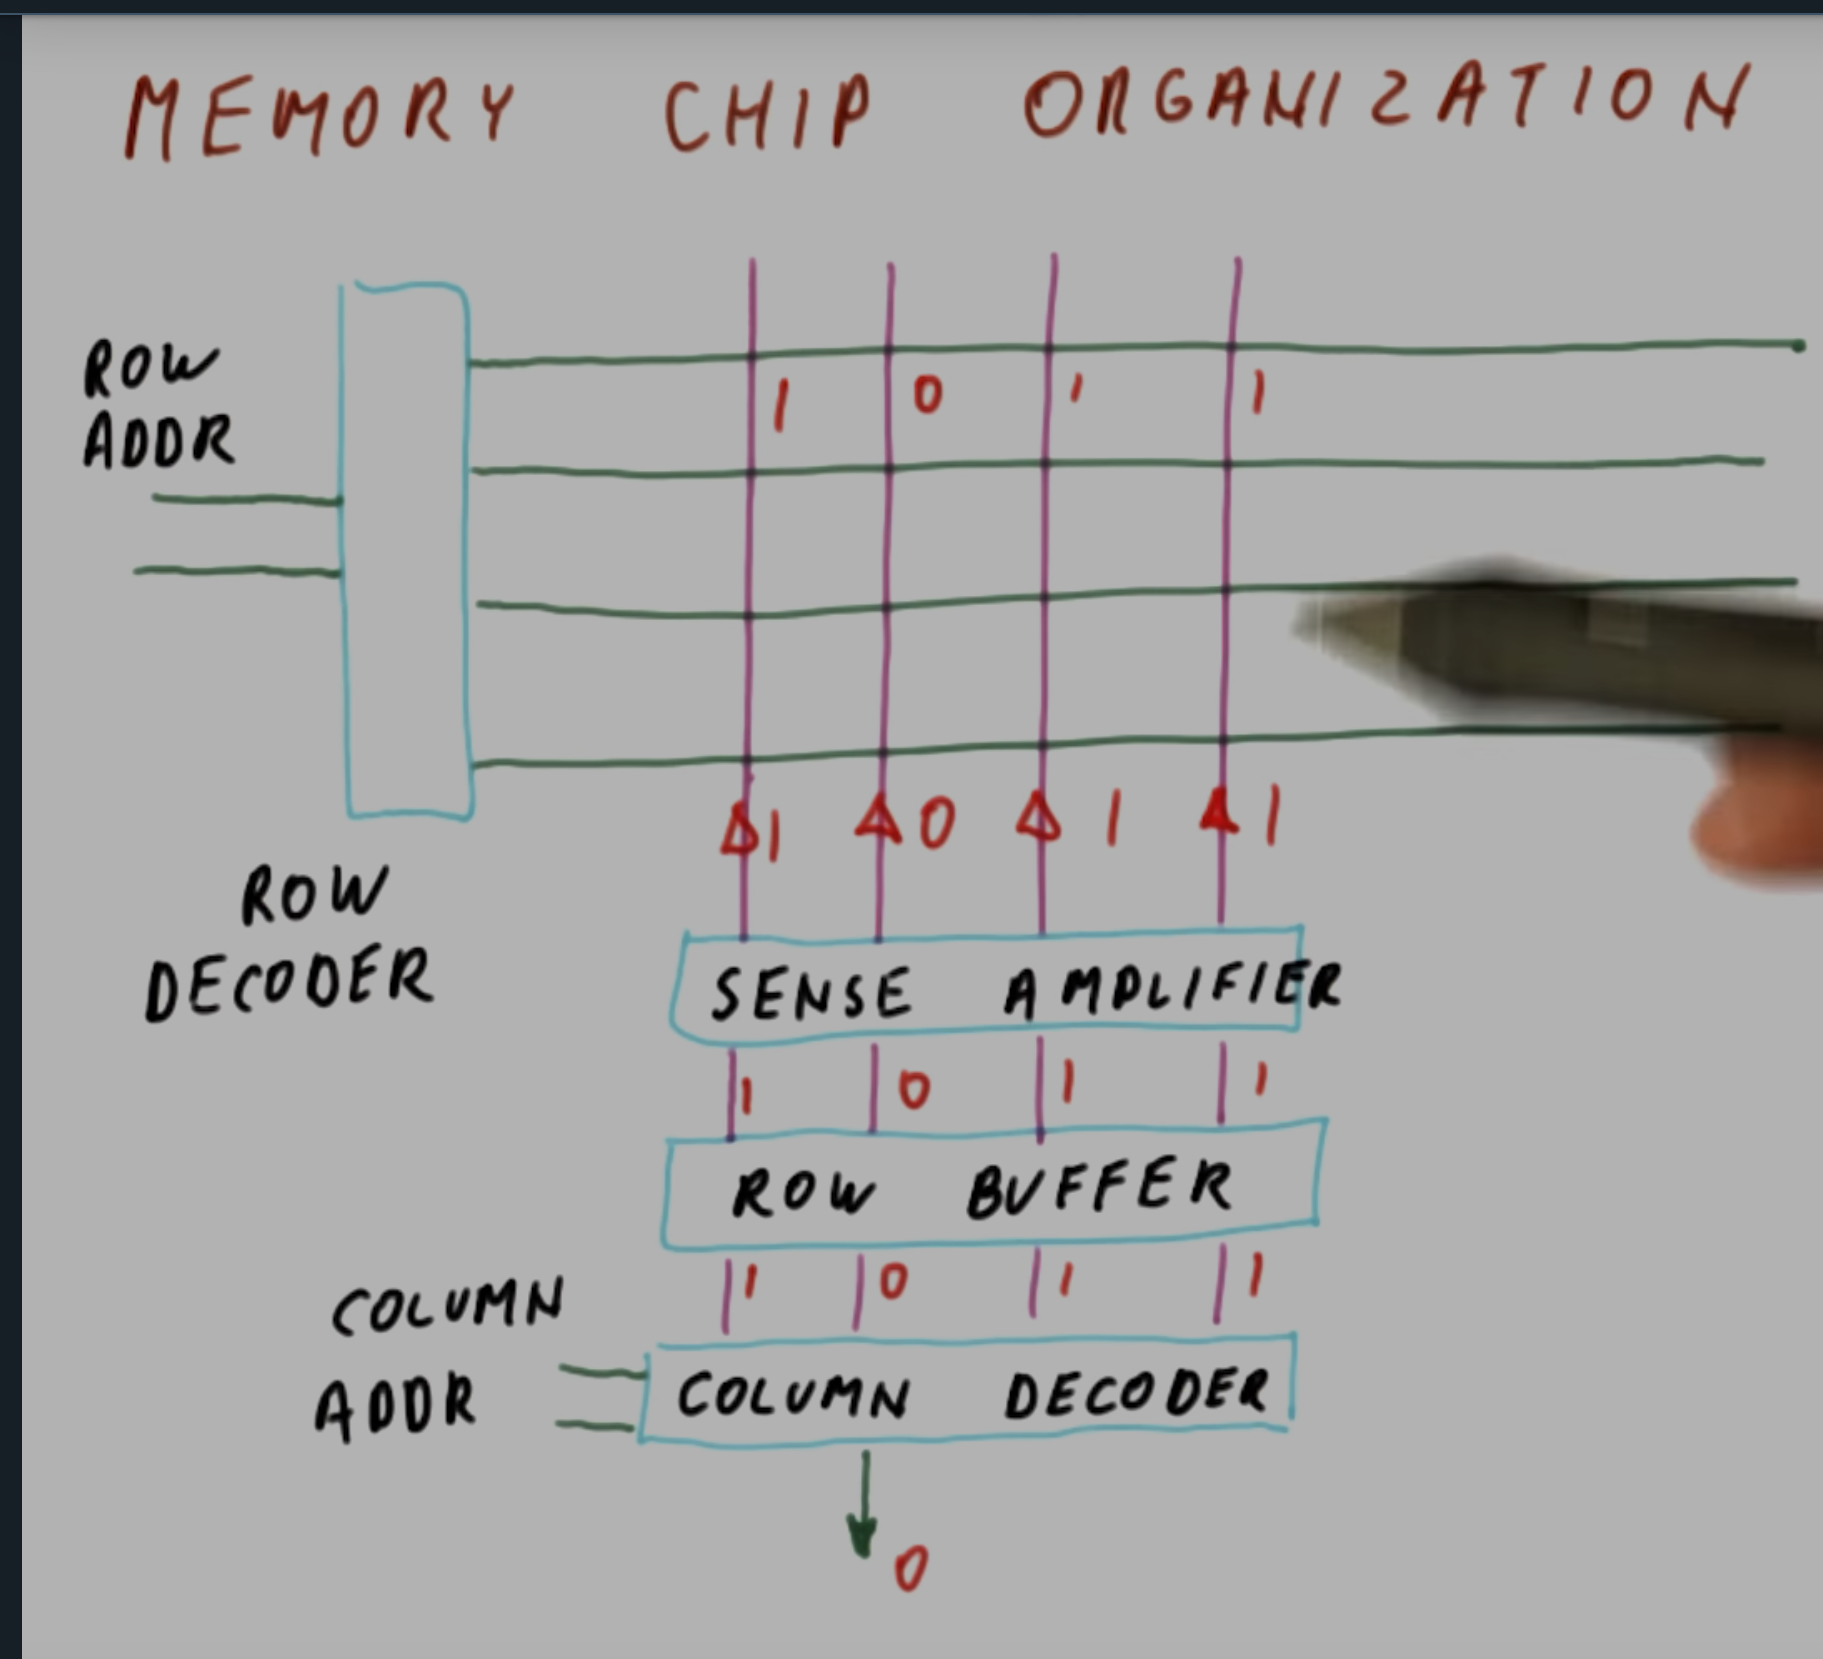 MEMORY CHIP ORGANIZATION
ROW
ADDR
1 0 1 1
1 0 1 1
ROW
DECODER
SENSE AMPLIFIER
1 0 1 1
ROW BUFFER
1 0 1 1
COLUMN
ADDR
COLUMN DECODER
0